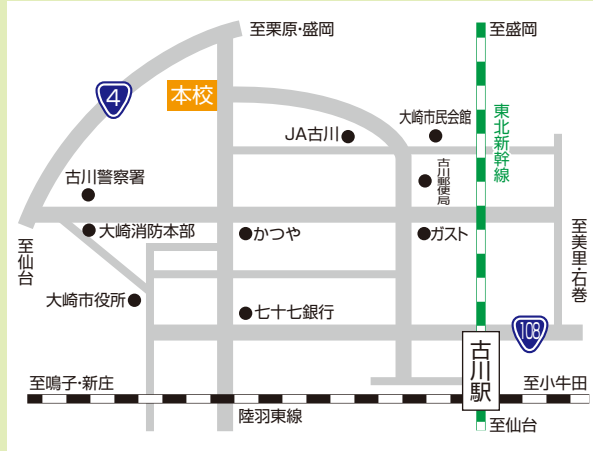 至栗原・盛岡
至盛岡
4
本校
大崎市民会館
JA古川
東北新幹線
古川郵便局
古川警察署
大崎消防本部
かつや
ガスト
至仙台
至美里・石巻
大崎市役所
七十七銀行
108
古川駅
至鳴子・新庄
至小牛田
陸羽東線
至仙台